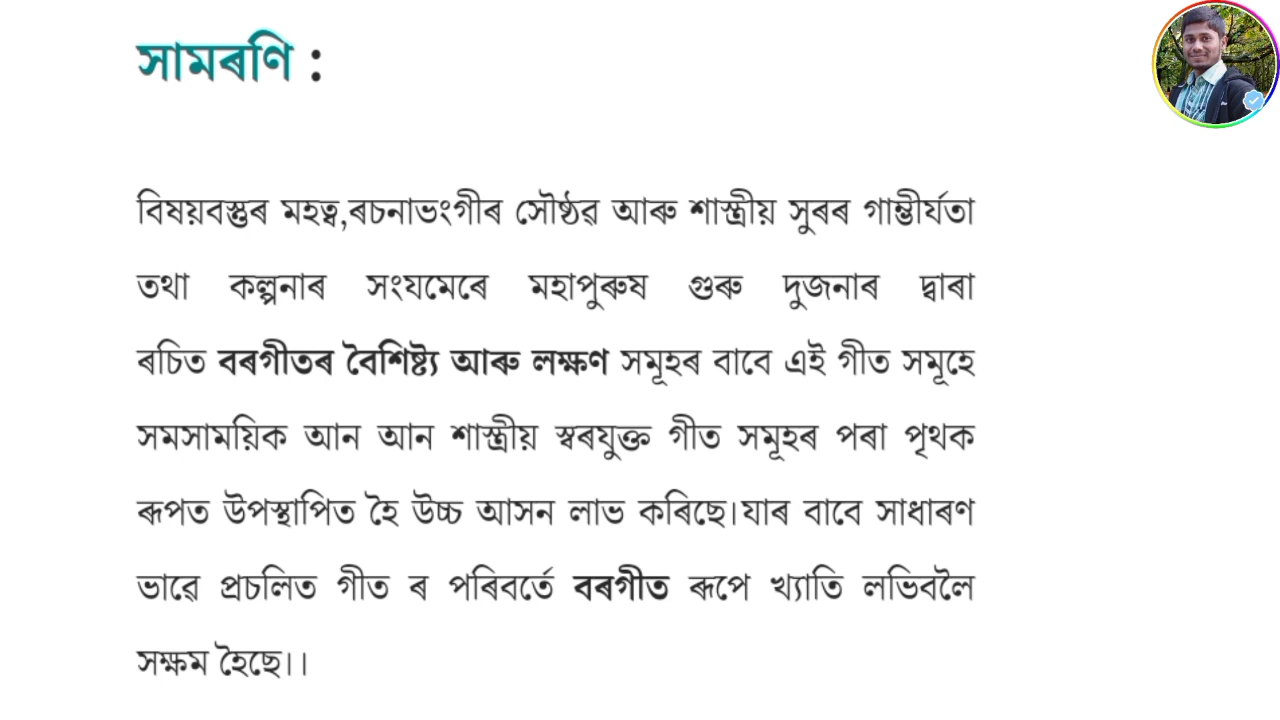 সামৰণি :
বিষয়বস্তুৰ মহত্ব,ৰচনাভংগীৰ সৌষ্ঠৱ আৰু শাস্ত্ৰীয় সুৰৰ গাম্ভীৰ্যতা
তথা কল্পনাৰ সংযমেৰে মহাপুৰুষ গুৰু দুজনাৰ দ্বাৰা
ৰচিত বৰগীতৰ বৈশিষ্ট্য আৰু লক্ষণ সমূহৰ বাবে এই গীত সমূহে
সমসাময়িক আন আন শাস্ত্ৰীয় স্বৰযুক্ত গীত সমূহৰ পৰা পৃথক
ৰূপত উপস্থাপিত হৈ উচ্চ আসন লাভ কৰিছে।যাৰ বাবে সাধাৰণ
ভাৱে প্ৰচলিত গীত ৰ পৰিবৰ্তে বৰগীত ৰূপে খ্যাতি লভিবলৈ
সক্ষম হৈছে।।